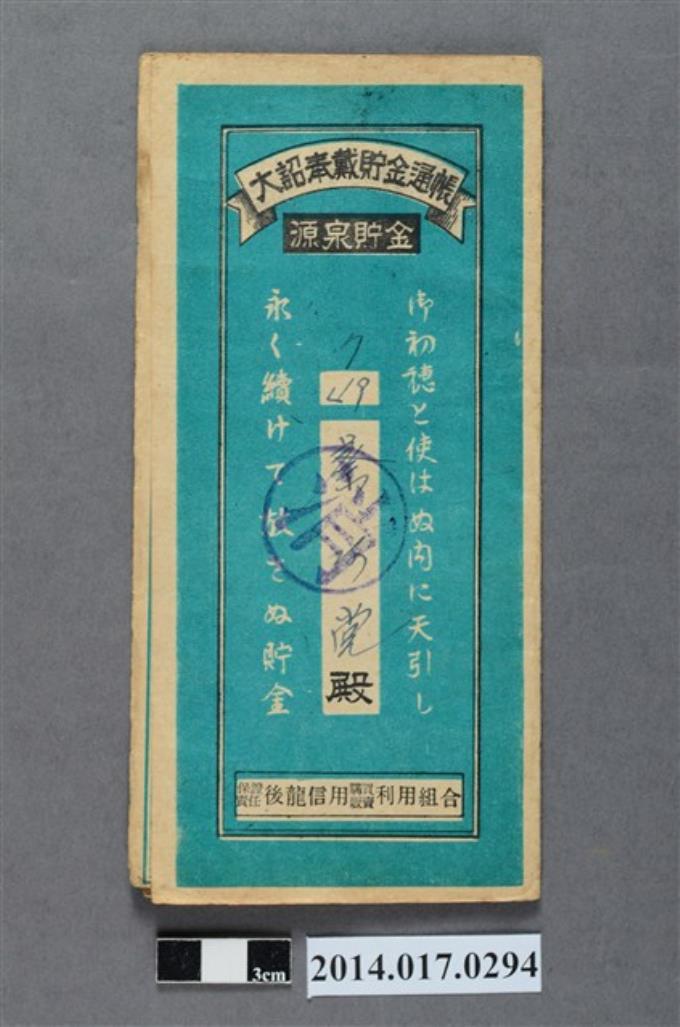 大詔奉戴貯金通帳
源泉貯金
御初穂と使はぬ内に天引し
永く續けて放さぬ貯金
殿
保證責任後龍信用購買販賣利用組合
3cm
2014.017.0294